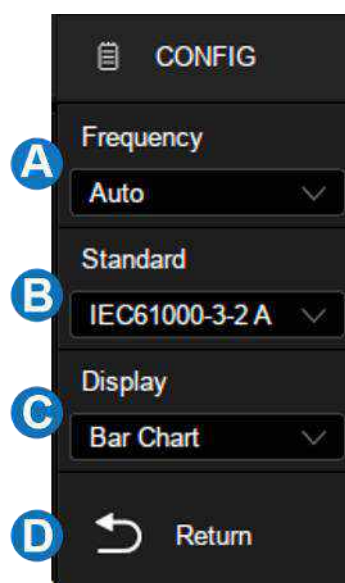 CONFIG
A
Frequency
Auto
B
Standard
IEC61000-3-2 A
C
Display
Bar Chart
D
Return